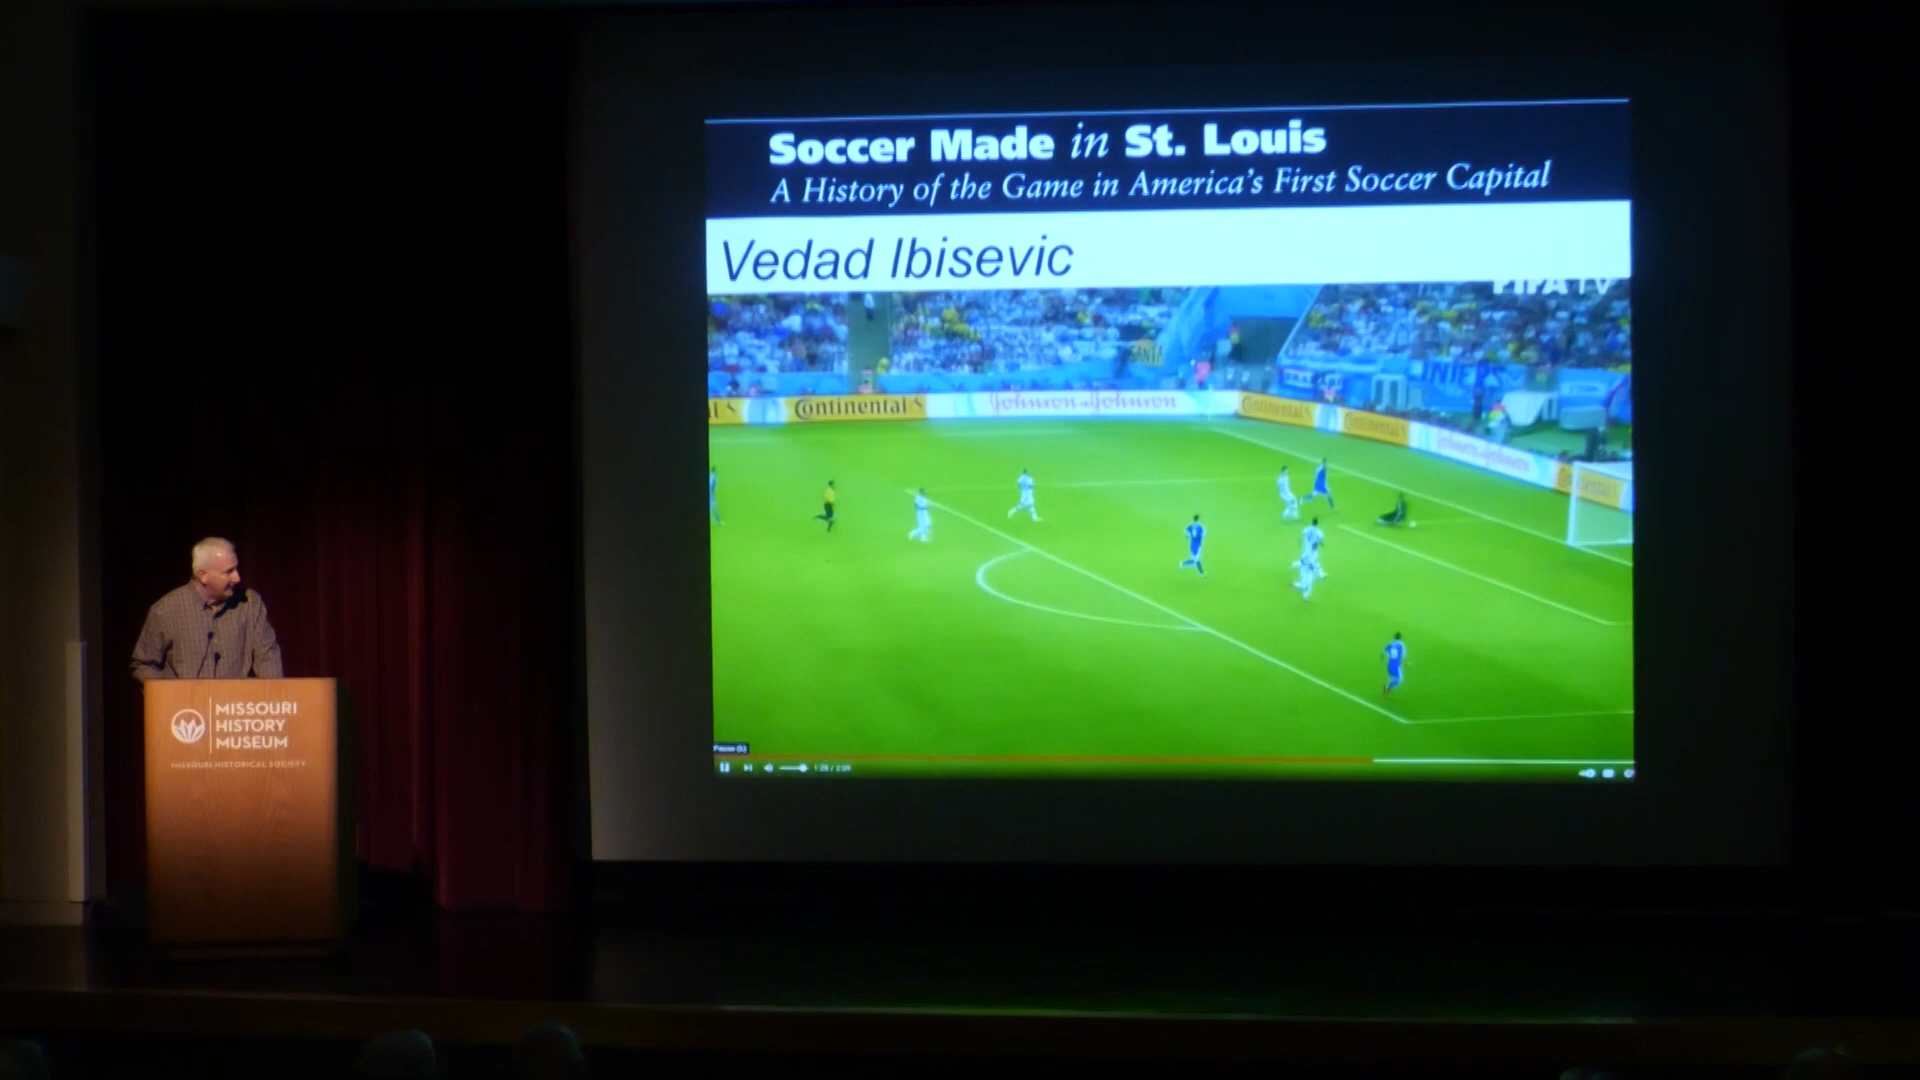 Soccer Made in St. Louis
A History of the Game in America's First Soccer Capital
Vedad Ibisevic
FIFA TV
Continental
Johnson & Johnson
Continental
Continental
Johnson & Johnson
MISSOURI
HISTORY
MUSEUM
MISSOURI HISTORICAL SOCIETY